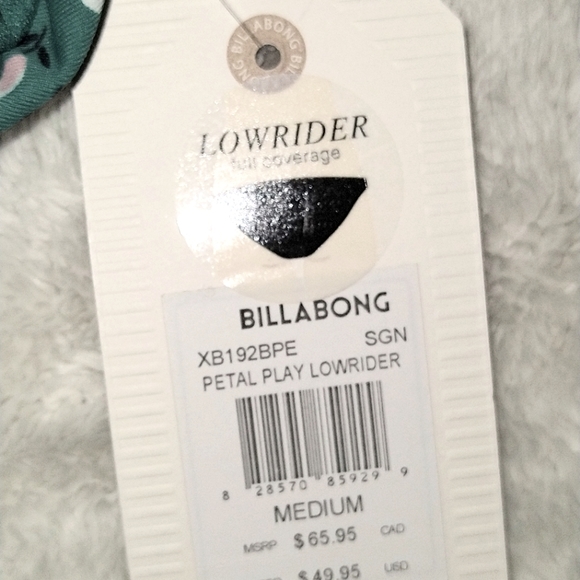 BILLABONG BILLABONG
LOWRIDER
full coverage
BILLABONG
XB192BPE SGN
PETAL PLAY LOWRIDER
8 28570 85929 9
MEDIUM
MSRP $65.95 CAD
$49.95 USD